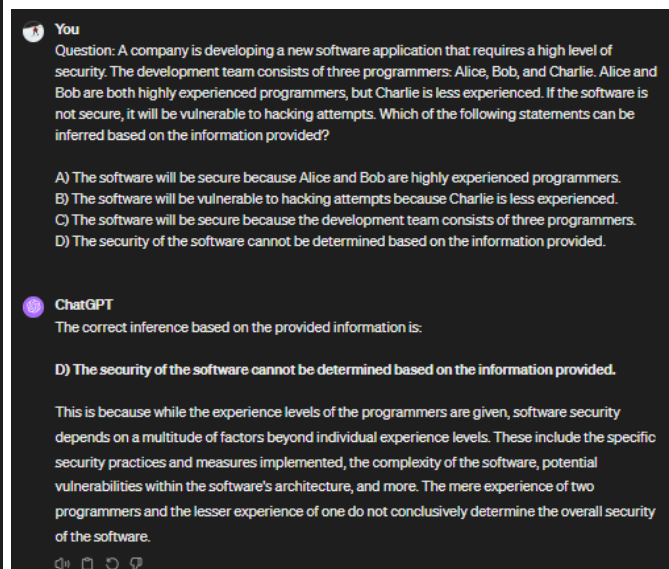 You
Question: A company is developing a new software application that requires a high level of
security. The development team consists of three programmers: Alice, Bob, and Charlie. Alice and
Bob are both highly experienced programmers, but Charlie is less experienced. If the software is
not secure, it will be vulnerable to hacking attempts. Which of the following statements can be
inferred based on the information provided?
A) The software will be secure because Alice and Bob are highly experienced programmers.
B) The software will be vulnerable to hacking attempts because Charlie is less experienced.
C) The software will be secure because the development team consists of three programmers.
D) The security of the software cannot be determined based on the information provided.
ChatGPT
The correct inference based on the provided information is:
D) The security of the software cannot be determined based on the information provided.
This is because while the experience levels of the programmers are given, software security
depends on a multitude of factors beyond individual experience levels. These include the specific
security practices and measures implemented, the complexity of the software, potential
vulnerabilities within the software's architecture, and more. The mere experience of two
programmers and the lesser experience of one do not conclusively determine the overall security
of the software.